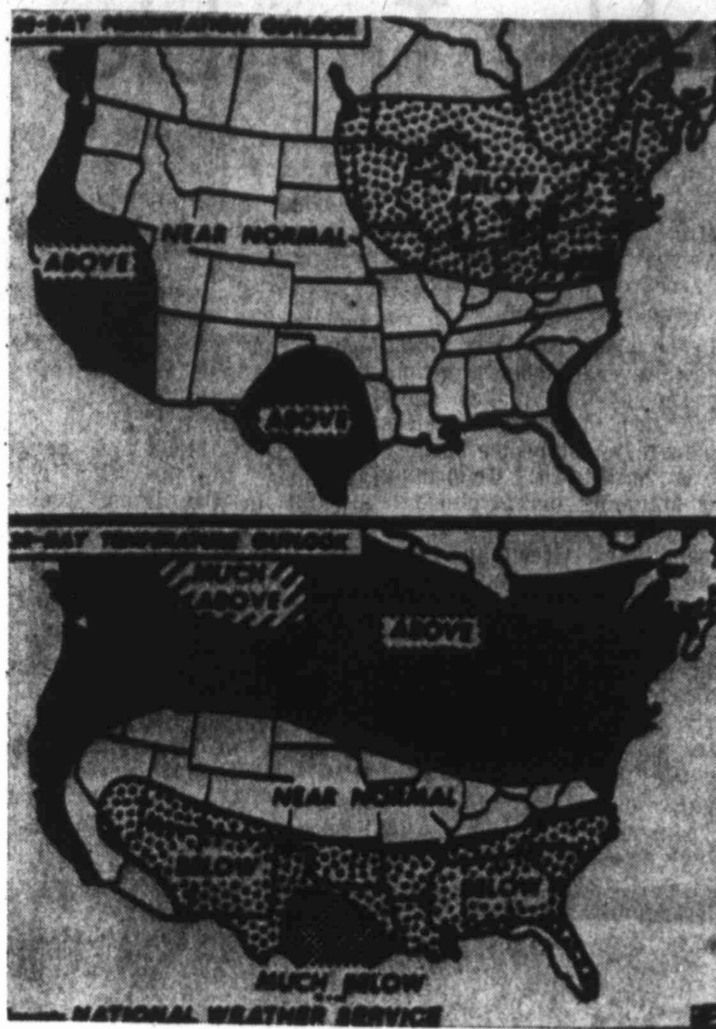 30-DAY PRECIPITATION OUTLOOK
BELOW
NEAR NORMAL
ABOVE
ABOVE
30-DAY TEMPERATURE OUTLOOK
MUCH
ABOVE
ABOVE
NEAR NORMAL
BELOW
BELOW
MUCH BELOW
NATIONAL WEATHER SERVICE